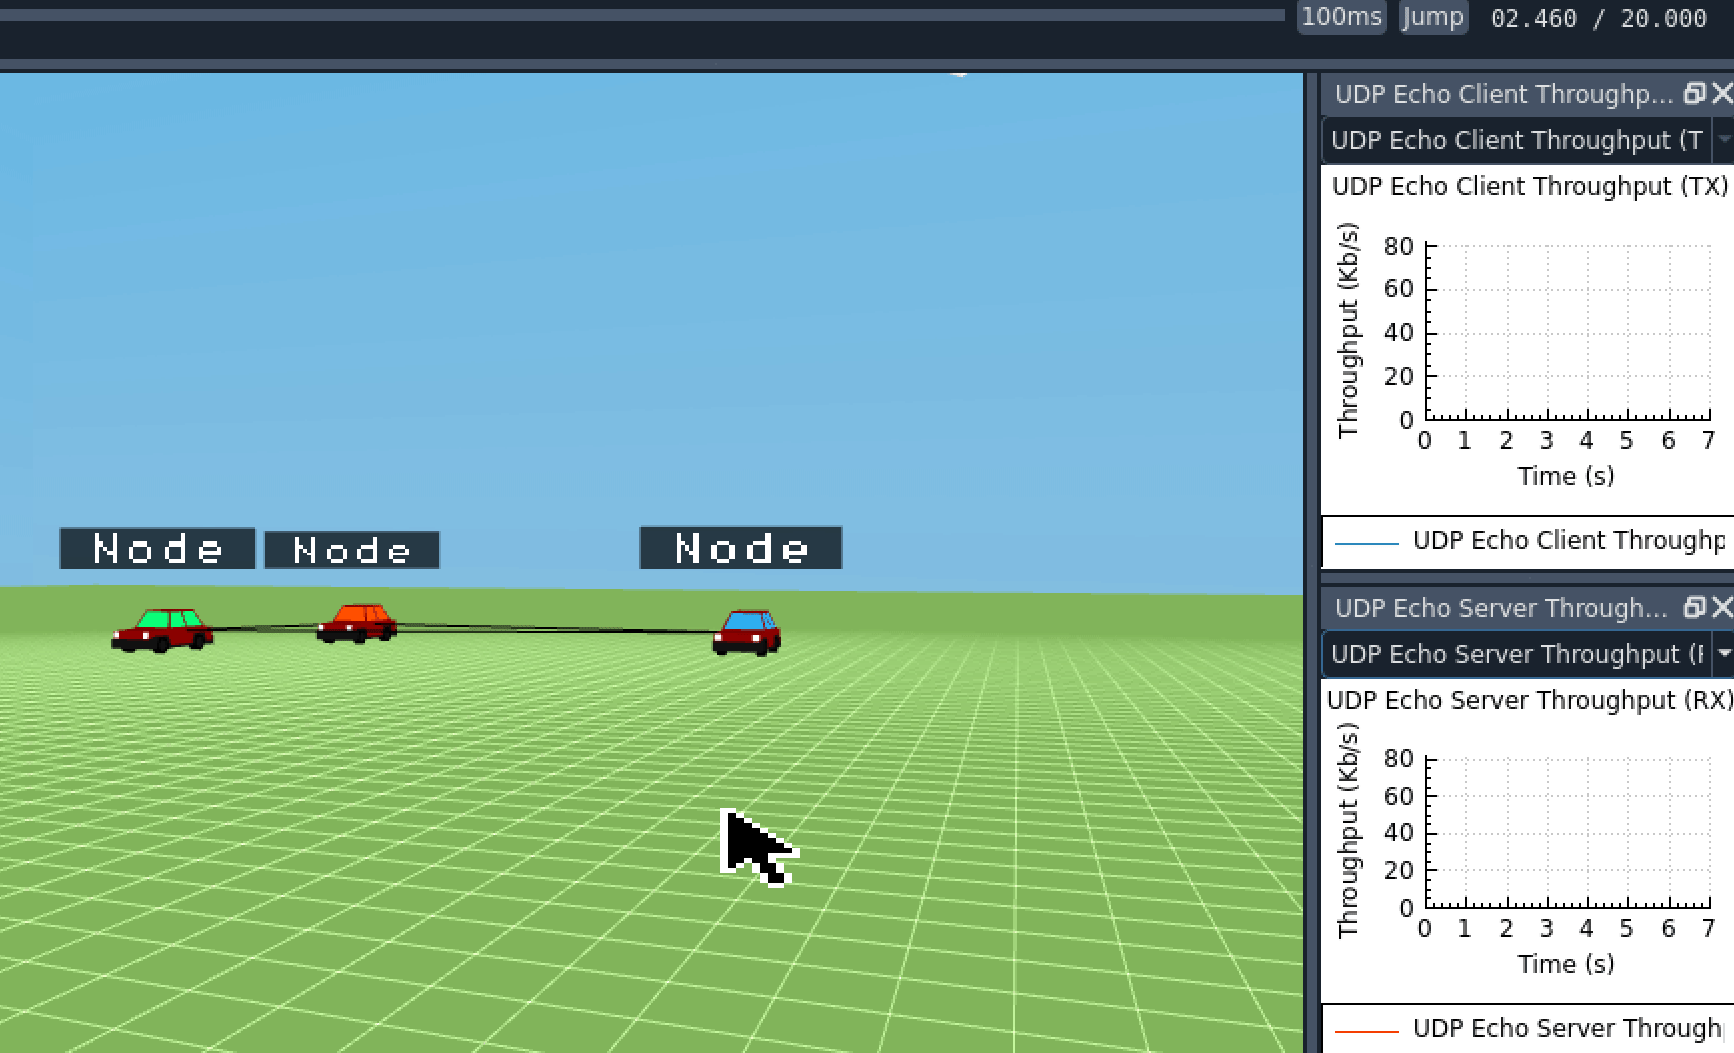 100ms Jump 02.460 / 20.000
UDP Echo Client Throughp...
UDP Echo Client Throughput (T
UDP Echo Client Throughput (TX)
Throughput (Kb/s)
80
60
40
20
0
0 1 2 3 4 5 6 7
Time (s)
UDP Echo Client Throughp
Node Node Node
UDP Echo Server Through...
UDP Echo Server Throughput (F
UDP Echo Server Throughput (RX)
Throughput (Kb/s)
80
60
40
20
0
0 1 2 3 4 5 6 7
Time (s)
UDP Echo Server Through